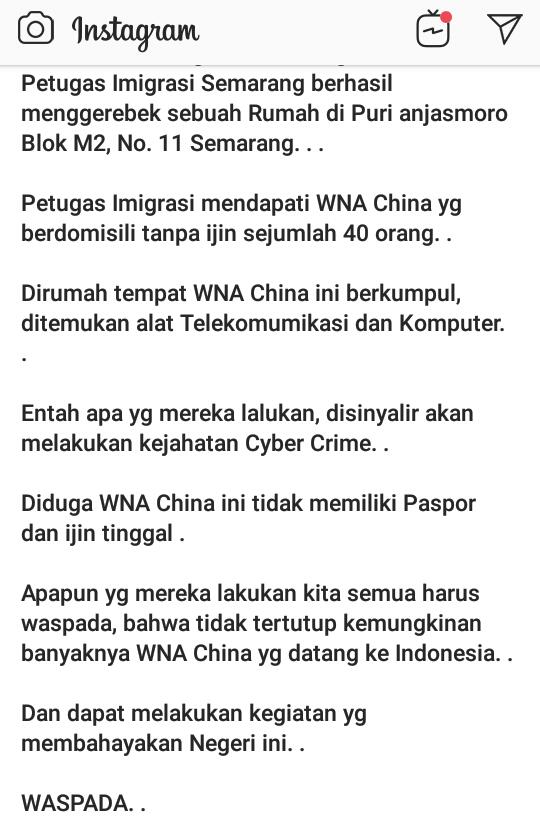 Instagram
Petugas Imigrasi Semarang berhasil
menggerebek sebuah Rumah di Puri anjasmoro
Blok M2, No. 11 Semarang. . .
Petugas Imigrasi mendapati WNA China yg
berdomisili tanpa ijin sejumlah 40 orang. .
Dirumah tempat WNA China ini berkumpul,
ditemukan alat Telekomumikasi dan Komputer.
.
Entah apa yg mereka lalukan, disinyalir akan
melakukan kejahatan Cyber Crime. .
Diduga WNA China ini tidak memiliki Paspor
dan ijin tinggal .
Apapun yg mereka lakukan kita semua harus
waspada, bahwa tidak tertutup kemungkinan
banyaknya WNA China yg datang ke Indonesia. .
Dan dapat melakukan kegiatan yg
membahayakan Negeri ini. .
WASPADA. .